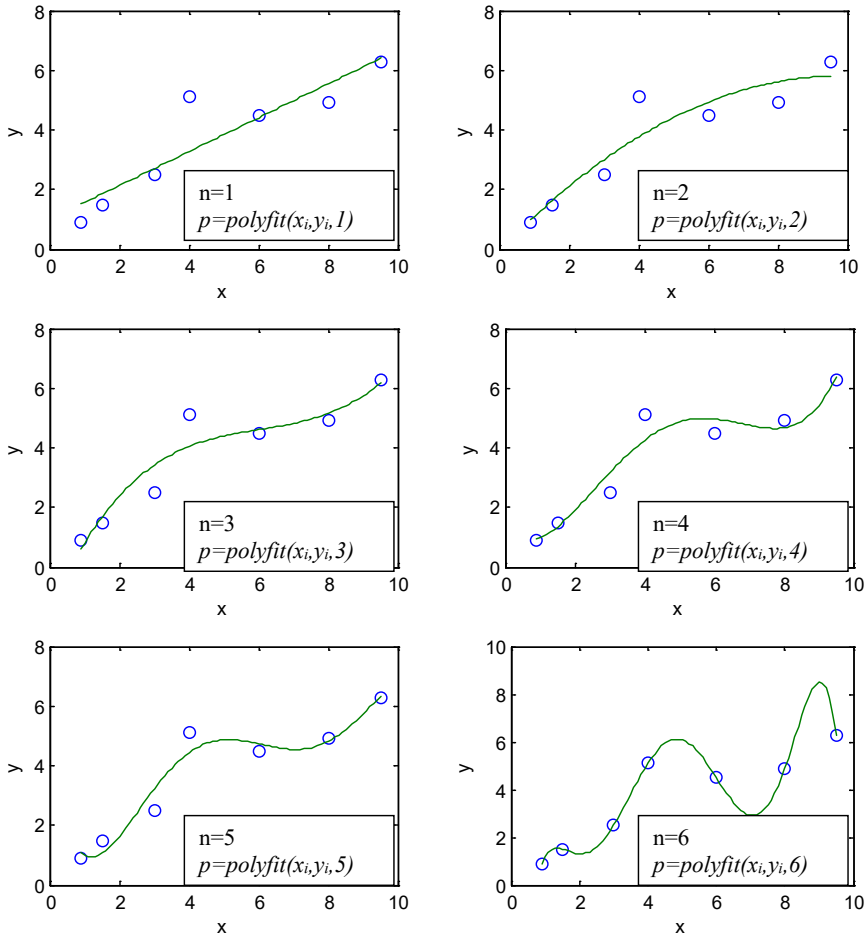 8
6
4
2
0
y
0 2 4 6 8 10
x
n=1
p=polyfit(xᵢ,yᵢ,1)
8
6
4
2
0
y
0 2 4 6 8 10
x
n=2
p=polyfit(xᵢ,yᵢ,2)
8
6
4
2
0
y
0 2 4 6 8 10
x
n=3
p=polyfit(xᵢ,yᵢ,3)
8
6
4
2
0
y
0 2 4 6 8 10
x
n=4
p=polyfit(xᵢ,yᵢ,4)
8
6
4
2
0
y
0 2 4 6 8 10
x
n=5
p=polyfit(xᵢ,yᵢ,5)
10
8
6
4
2
0
y
0 2 4 6 8 10
x
n=6
p=polyfit(xᵢ,yᵢ,6)